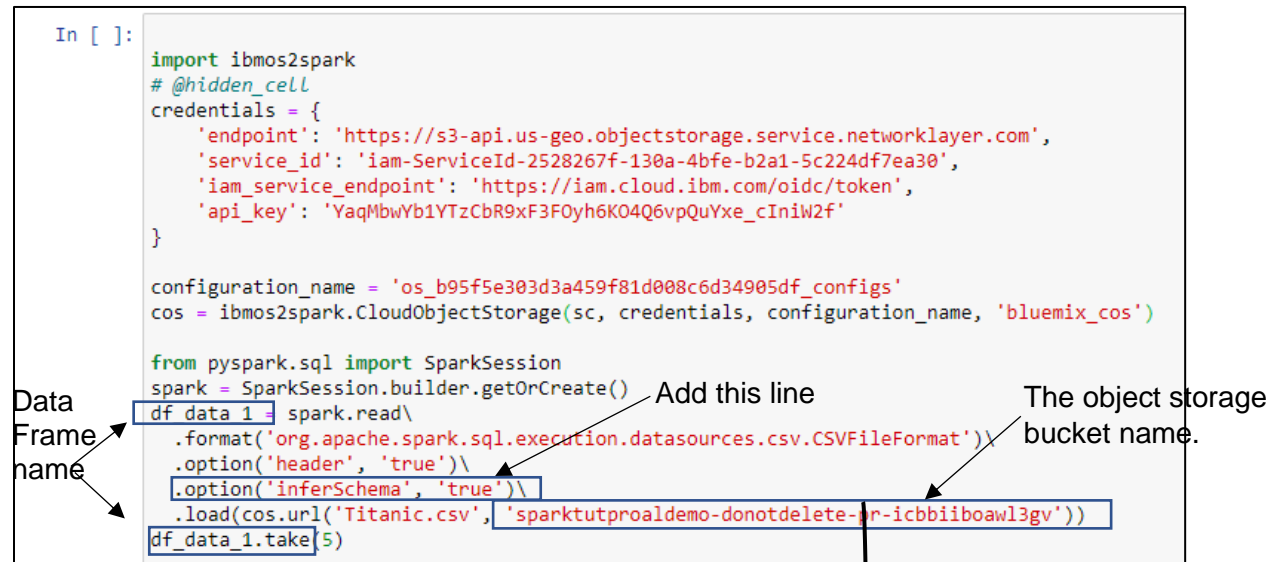 In [ ]:
import ibmos2spark
# @hidden_cell
credentials = {
    'endpoint': 'https://s3-api.us-geo.objectstorage.service.networklayer.com',
    'service_id': 'iam-ServiceId-2528267f-130a-4bfe-b2a1-5c224df7ea30',
    'iam_service_endpoint': 'https://iam.cloud.ibm.com/oidc/token',
    'api_key': 'YaqMbwYb1YTzCbR9xF3FOyh6KO4Q6vpQuYxe_cIniW2f'
}
configuration_name = 'os_b95f5e303d3a459f81d008c6d34905df_configs'
cos = ibmos2spark.CloudObjectStorage(sc, credentials, configuration_name, 'bluemix_cos')
from pyspark.sql import SparkSession
spark = SparkSession.builder.getOrCreate()
df_data_1 = spark.read\
  .format('org.apache.spark.sql.execution.datasources.csv.CSVFileFormat')\
  .option('header', 'true')\
  .option('inferSchema', 'true')\
  .load(cos.url('Titanic.csv', 'sparktutproaldemo-donotdelete-pr-icbbiiboawl3gv'))
df_data_1.take(5)
Data
Frame
name
Add this line
The object storage
bucket name.